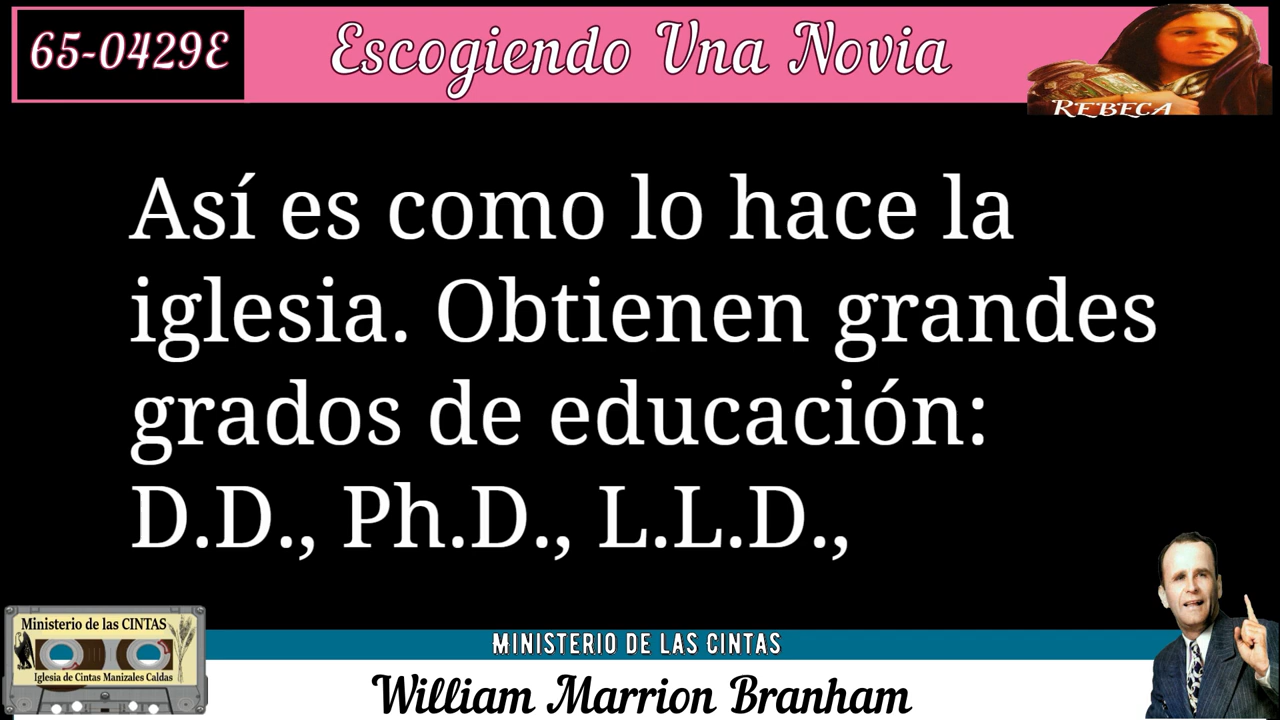 65-0429E
Escogiendo Una Novia
REBECA
Así es como lo hace la
iglesia. Obtienen grandes
grados de educación:
D.D., Ph.D., L.L.D.,
Ministerio de las CINTAS
Iglesia de Cintas Manizales Caldas
MINISTERIO DE LAS CINTAS
William Marrion Branham